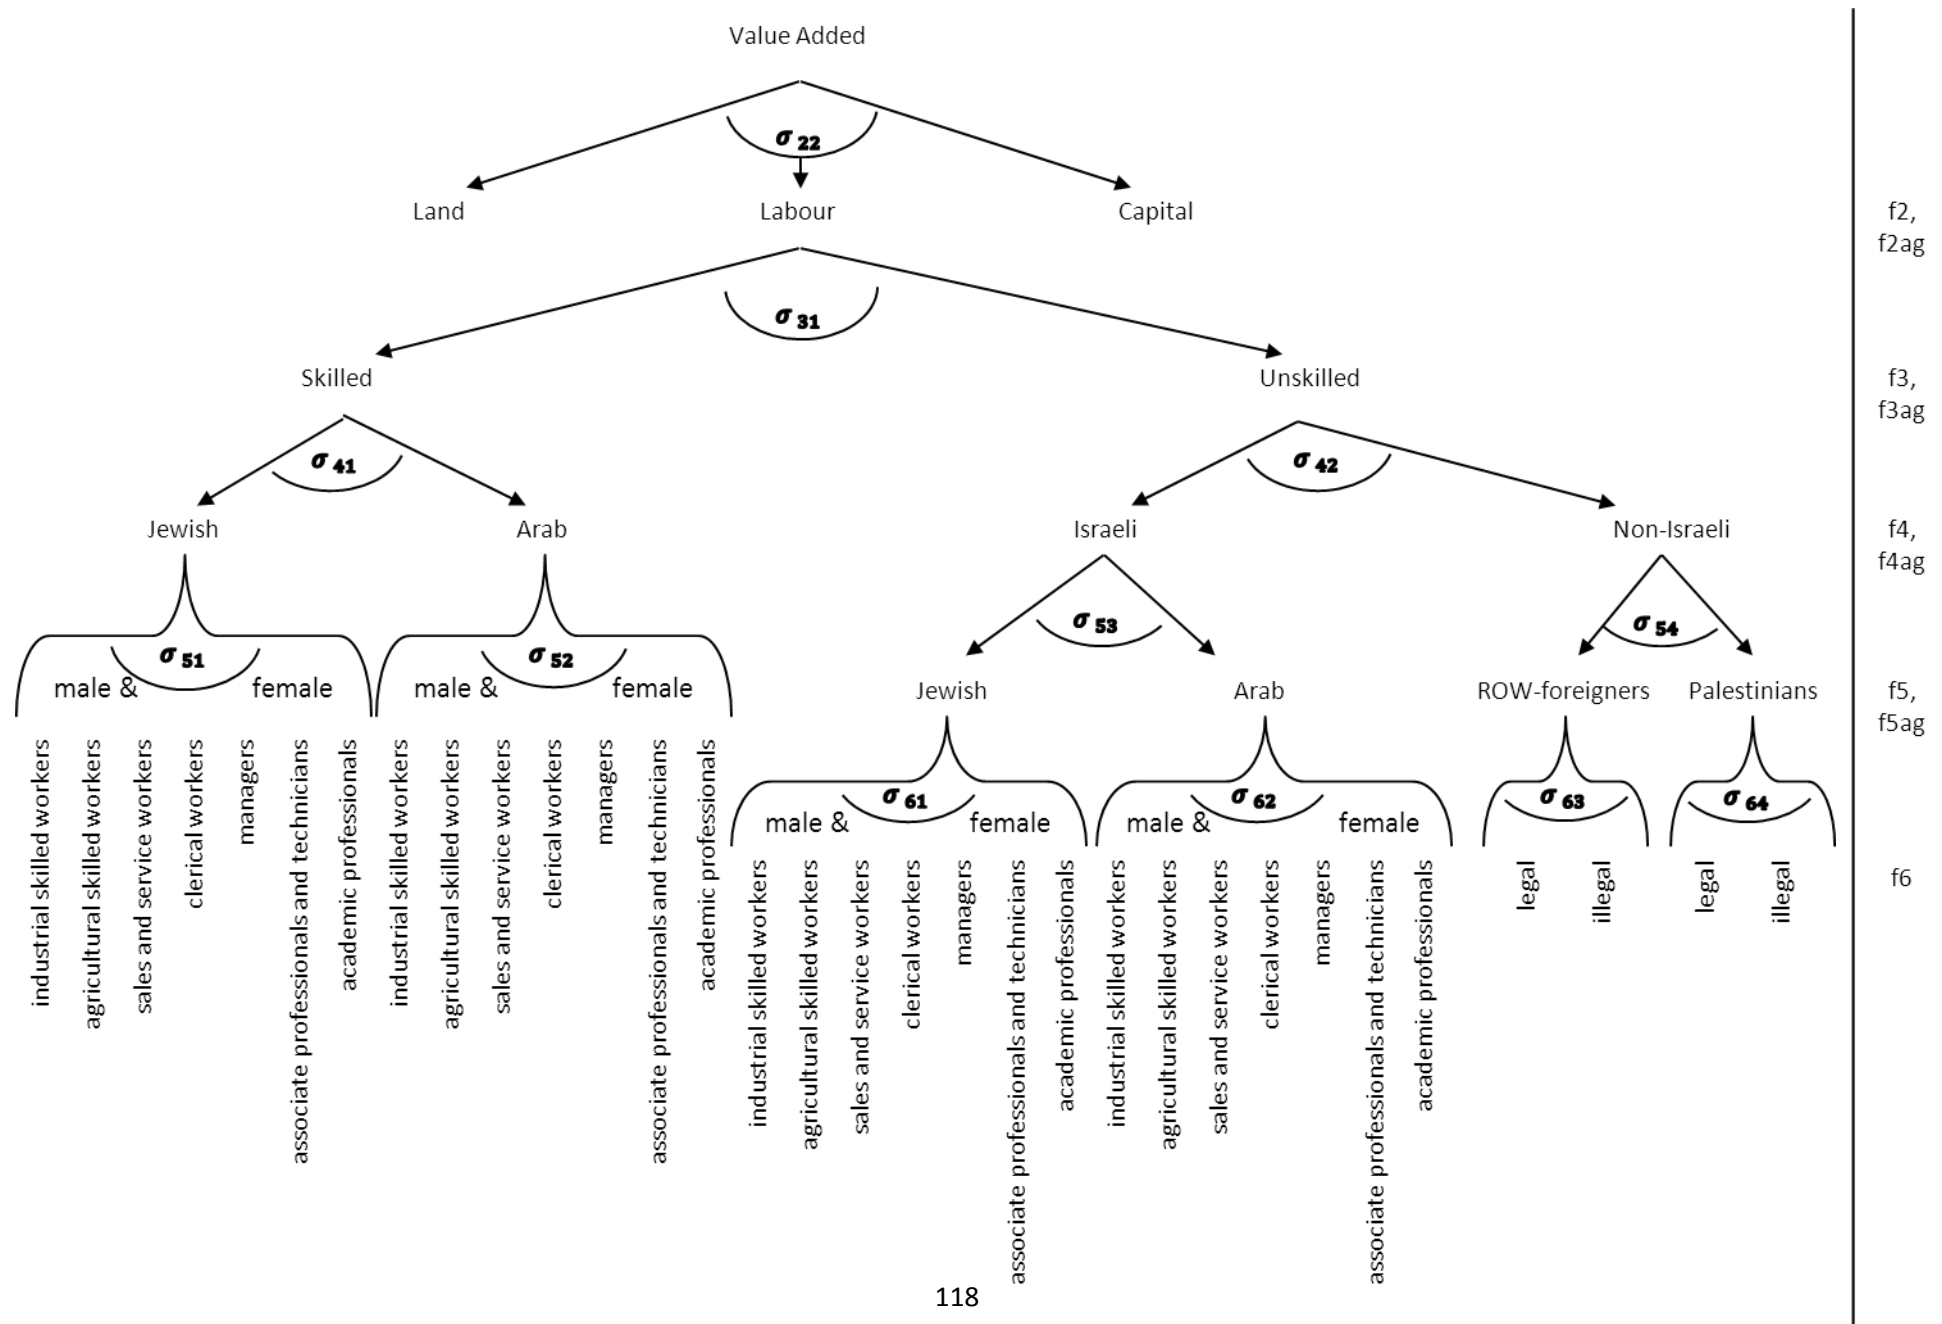 Value Added
σ 22
Land Labour Capital f2,
f2ag
σ 31
Skilled Unskilled f3,
f3ag
σ 41 σ 42
Jewish Arab Israeli Non-Israeli f4,
f4ag
σ 51 σ 52 σ 53 σ 54
male & female male & female
Jewish Arab ROW-foreigners Palestinians f5,
f5ag
industrial skilled workers
agricultural skilled workers
sales and service workers
clerical workers
managers
associate professionals and technicians
academic professionals
industrial skilled workers
agricultural skilled workers
sales and service workers
clerical workers
managers
associate professionals and technicians
academic professionals
σ 61 σ 62 σ 63 σ 64
male & female male & female
industrial skilled workers
agricultural skilled workers
sales and service workers
clerical workers
managers
associate professionals and technicians
academic professionals
industrial skilled workers
agricultural skilled workers
sales and service workers
clerical workers
managers
associate professionals and technicians
academic professionals
legal
illegal
legal
illegal
f6
118